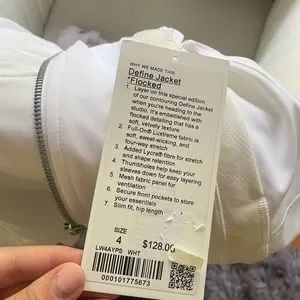 WHY WE MADE THIS
Define Jacket
*Flocked
1. Layer on this special edition
of our contouring Define Jacket
when you're heading to the
studio. It's embellished with
flocked detailing that has a
soft, velvety texture
2. Full-On® Luxtreme fabric is
soft, sweat-wicking, and
four-way stretch
3. Added Lycra® fibre for stretch
and shape retention
4. Thumbholes help keep your
sleeves down for easy layering
5. Mesh fabric panel for
ventilation
6. Secure front pockets to store
your essentials
7. Slim fit, hip length
SIZE
4
$128.00
LW4AYPS WHT
000101775673